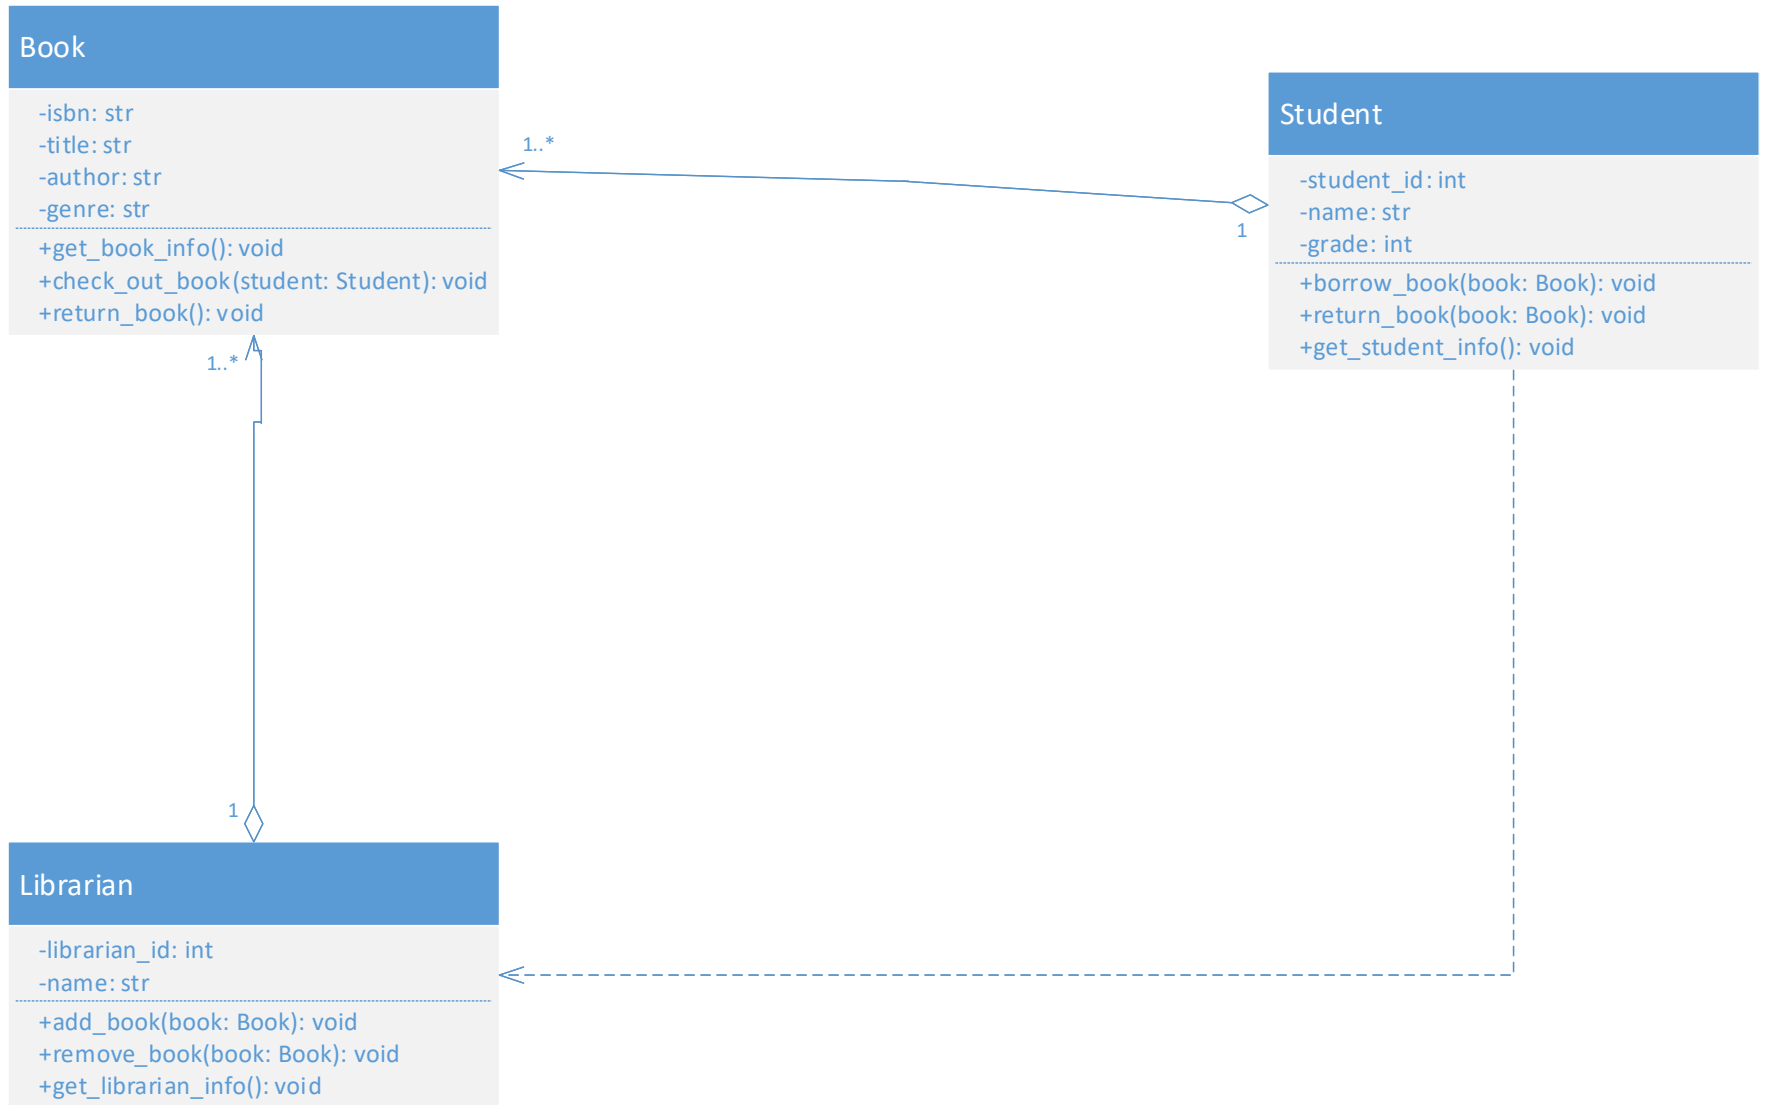 Book
-isbn: str
-title: str
-author: str
-genre: str
+get_book_info(): void
+check_out_book(student: Student): void
+return_book(): void
1..*
1
Student
-student_id: int
-name: str
-grade: int
+borrow_book(book: Book): void
+return_book(book: Book): void
+get_student_info(): void
1..*
1
Librarian
-librarian_id: int
-name: str
+add_book(book: Book): void
+remove_book(book: Book): void
+get_librarian_info(): void